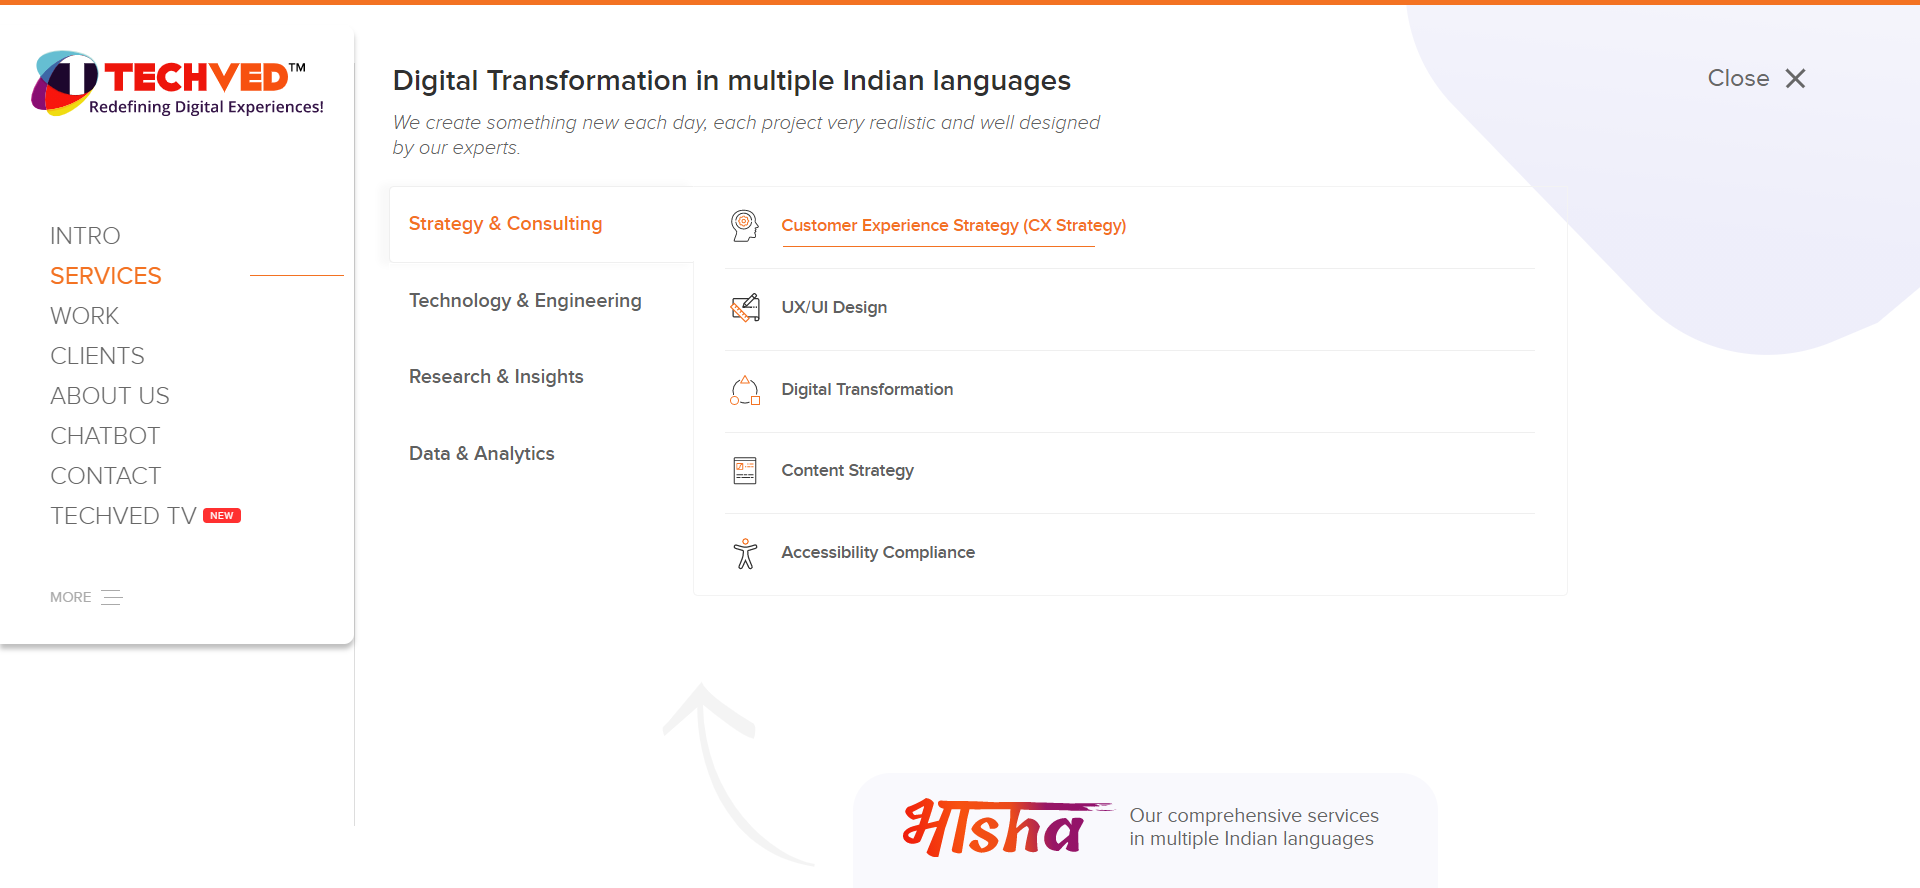 TECHVED™
Redefining Digital Experiences!
INTRO
SERVICES
WORK
CLIENTS
ABOUT US
CHATBOT
CONTACT
TECHVED TV NEW
MORE
Digital Transformation in multiple Indian languages
We create something new each day, each project very realistic and well designed
by our experts.
Close
Strategy & Consulting
Technology & Engineering
Research & Insights
Data & Analytics
Customer Experience Strategy (CX Strategy)
UX/UI Design
Digital Transformation
Content Strategy
Accessibility Compliance
भाsha
Our comprehensive services
in multiple Indian languages